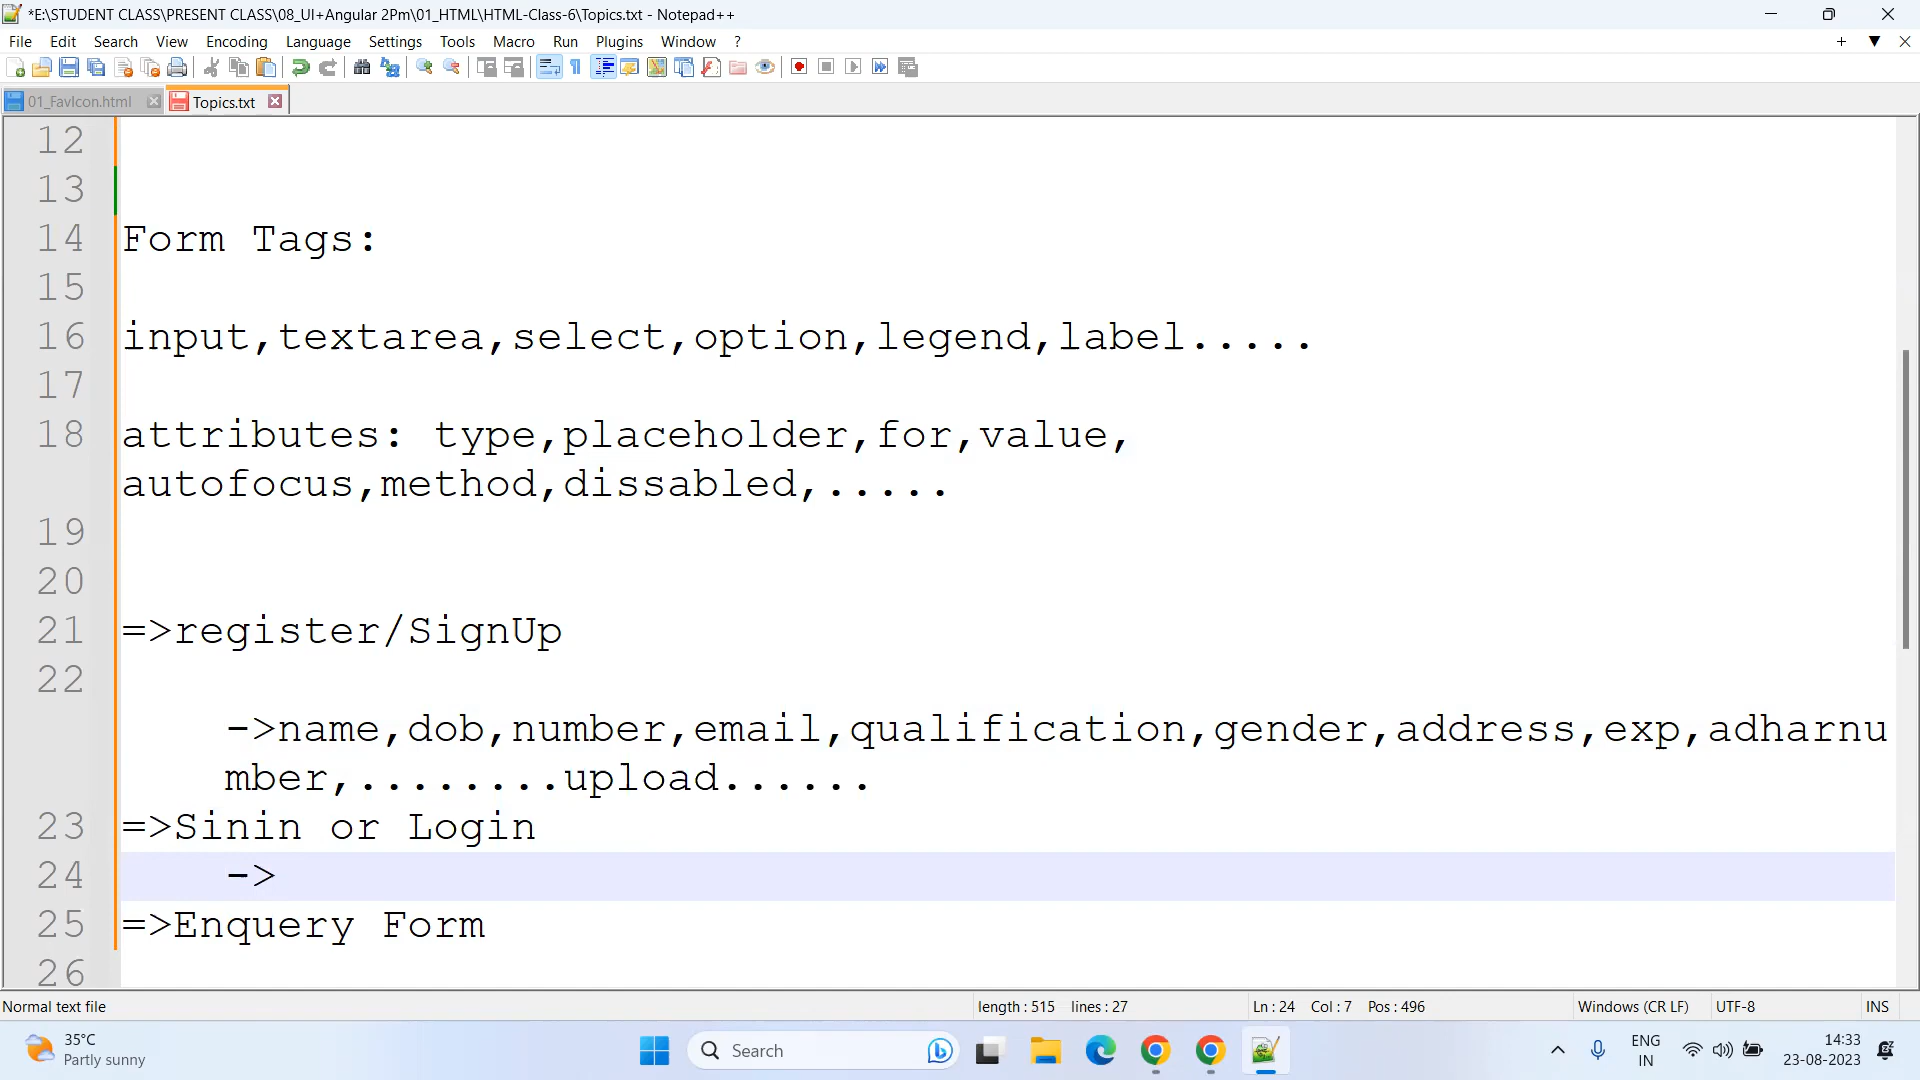 *E:\STUDENT CLASS\PRESENT CLASS\08_UI+Angular 2Pm\01_HTML\HTML-Class-6\Topics.txt - Notepad++
File Edit Search View Encoding Language Settings Tools Macro Run Plugins Window ?
01_FavIcon.html Topics.txt
12
13
14 Form Tags:
15
16 input,textarea,select,option,legend,label.....
17
18 attributes: type,placeholder,for,value,
autofocus,method,dissabled,.....
19
20
21 =>register/SignUp
22
->name,dob,number,email,qualification,gender,address,exp,adharnu
mber,........upload......
23 =>Sinin or Login
24 ->
25 =>Enquery Form
26
Normal text file length : 515 lines : 27 Ln : 24 Col : 7 Pos : 496 Windows (CR LF) UTF-8 INS
35°C
Partly sunny
Search
ENG
IN
14:33
23-08-2023